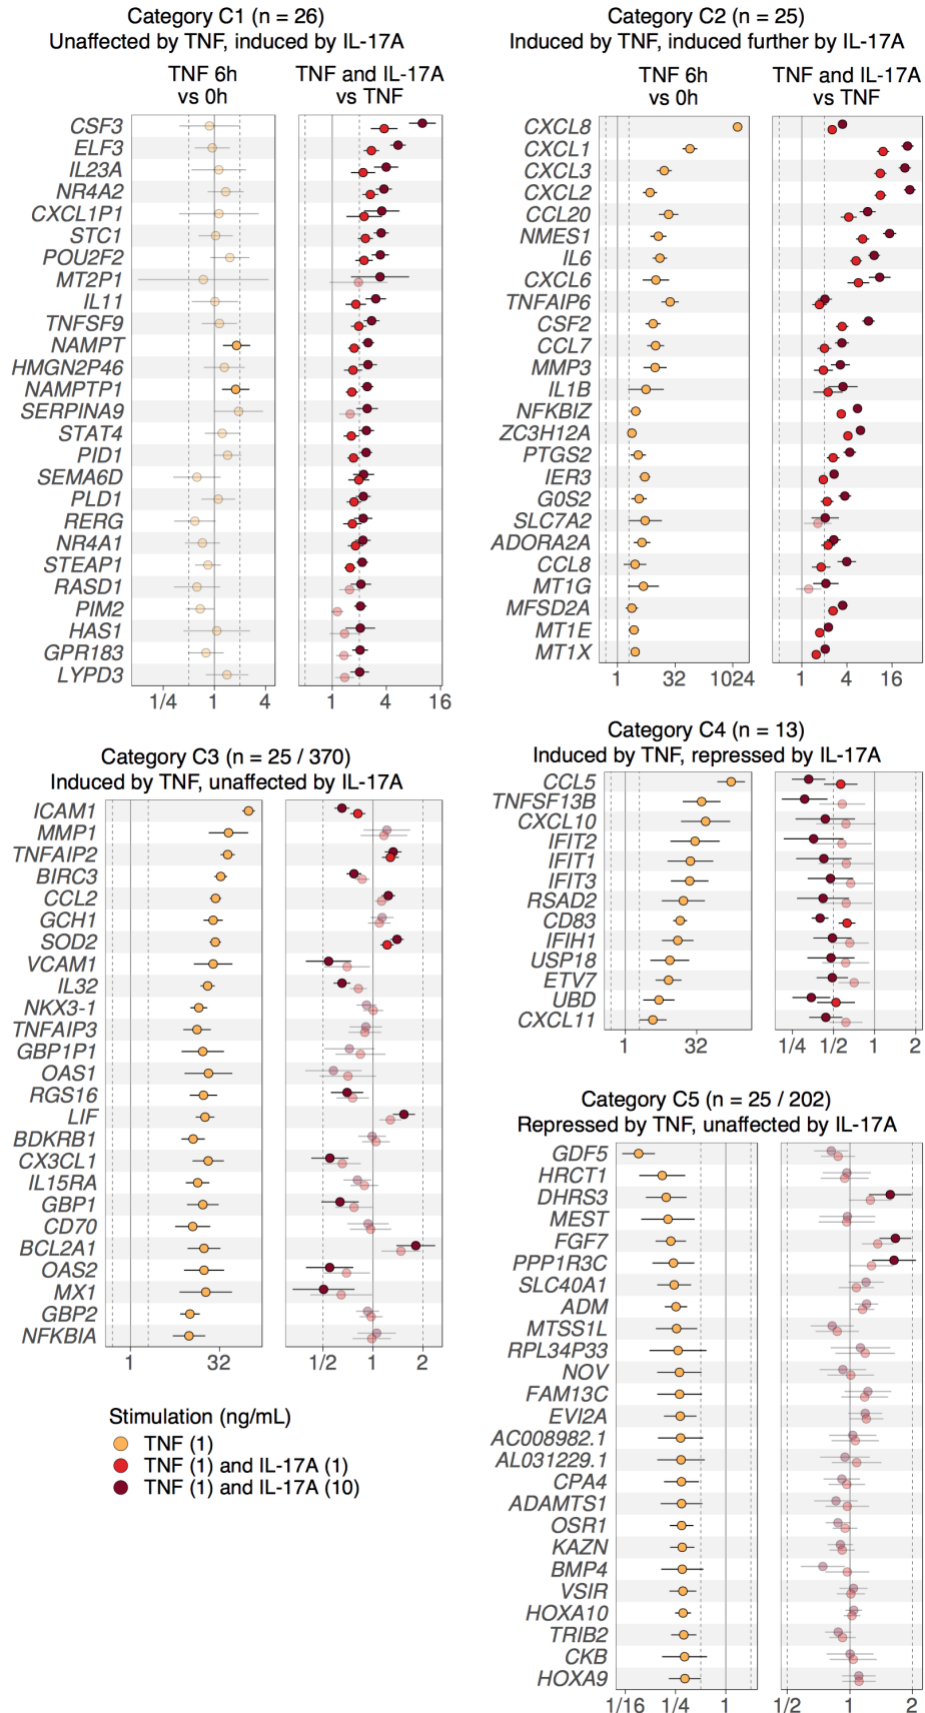 Category C1 (n = 26)
Unaffected by TNF, induced by IL-17A
TNF 6h
vs 0h
TNF and IL-17A
vs TNF
CSF3
ELF3
IL23A
NR4A2
CXCL1P1
STC1
POU2F2
MT2P1
IL11
TNFSF9
NAMPT
HMGN2P46
NAMPTP1
SERPINA9
STAT4
PID1
SEMA6D
PLD1
RERG
NR4A1
STEAP1
RASD1
PIM2
HAS1
GPR183
LYPD3
1/4 1 4
1 4 16
Category C2 (n = 25)
Induced by TNF, induced further by IL-17A
TNF 6h
vs 0h
TNF and IL-17A
vs TNF
CXCL8
CXCL1
CXCL3
CXCL2
CCL20
NMES1
IL6
CXCL6
TNFAIP6
CSF2
CCL7
MMP3
IL1B
NFKBIZ
ZC3H12A
PTGS2
IER3
G0S2
SLC7A2
ADORA2A
CCL8
MT1G
MFSD2A
MT1E
MT1X
1 32 1024
1 4 16
Category C3 (n = 25 / 370)
Induced by TNF, unaffected by IL-17A
ICAM1
MMP1
TNFAIP2
BIRC3
CCL2
GCH1
SOD2
VCAM1
IL32
NKX3-1
TNFAIP3
GBP1P1
OAS1
RGS16
LIF
BDKRB1
CX3CL1
IL15RA
GBP1
CD70
BCL2A1
OAS2
MX1
GBP2
NFKBIA
1 32
1/2 1 2
Stimulation (ng/mL)
TNF (1)
TNF (1) and IL-17A (1)
TNF (1) and IL-17A (10)
Category C4 (n = 13)
Induced by TNF, repressed by IL-17A
CCL5
TNFSF13B
CXCL10
IFIT2
IFIT1
IFIT3
RSAD2
CD83
IFIH1
USP18
ETV7
UBD
CXCL11
1 32
1/4 1/2 1 2
Category C5 (n = 25 / 202)
Repressed by TNF, unaffected by IL-17A
GDF5
HRCT1
DHRS3
MEST
FGF7
PPP1R3C
SLC40A1
ADM
MTSS1L
RPL34P33
NOV
FAM13C
EVI2A
AC008982.1
AL031229.1
CPA4
ADAMTS1
OSR1
KAZN
BMP4
VSIR
HOXA10
TRIB2
CKB
HOXA9
1/16 1/4 1
1/2 1 2